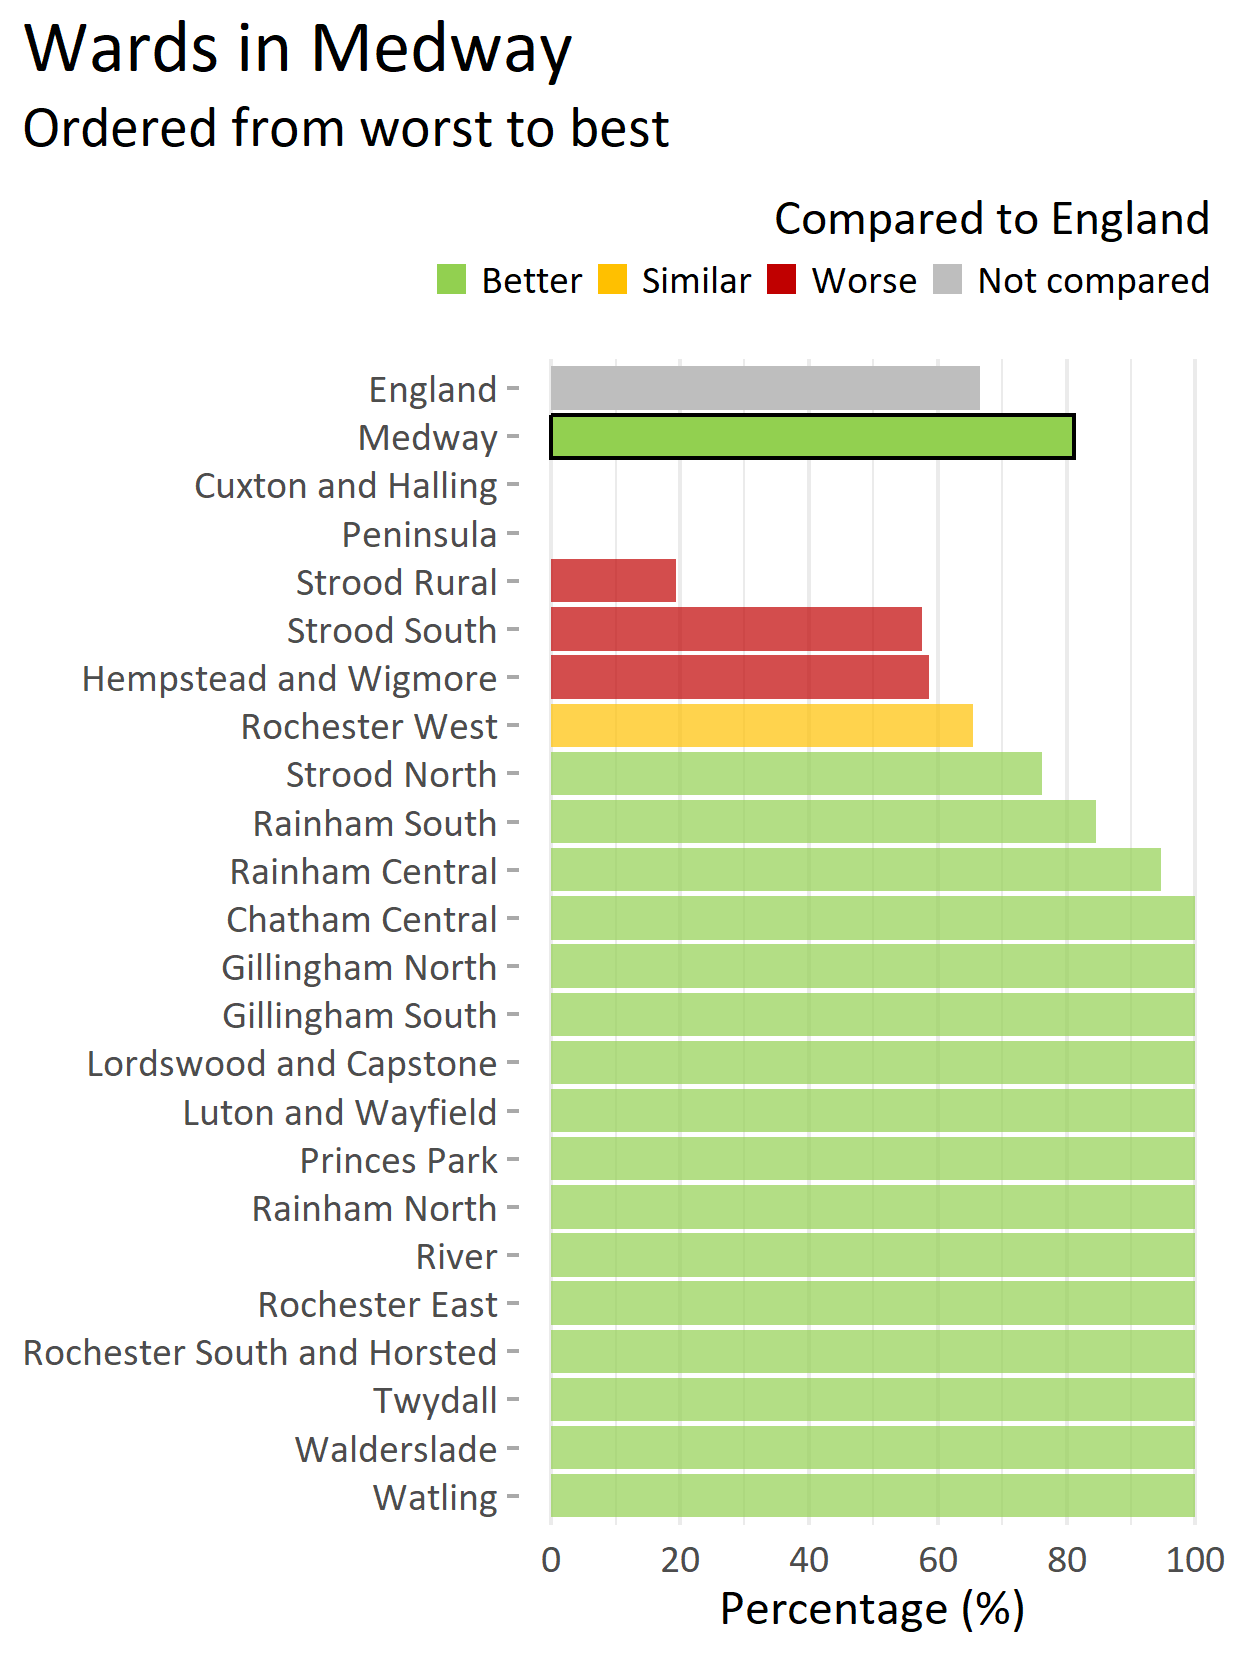 Wards in Medway
Ordered from worst to best
Compared to England
Better Similar Worse Not compared
England
Medway
Cuxton and Halling
Peninsula
Strood Rural
Strood South
Hempstead and Wigmore
Rochester West
Strood North
Rainham South
Rainham Central
Chatham Central
Gillingham North
Gillingham South
Lordswood and Capstone
Luton and Wayfield
Princes Park
Rainham North
River
Rochester East
Rochester South and Horsted
Twydall
Walderslade
Watling
0 20 40 60 80 100
Percentage (%)